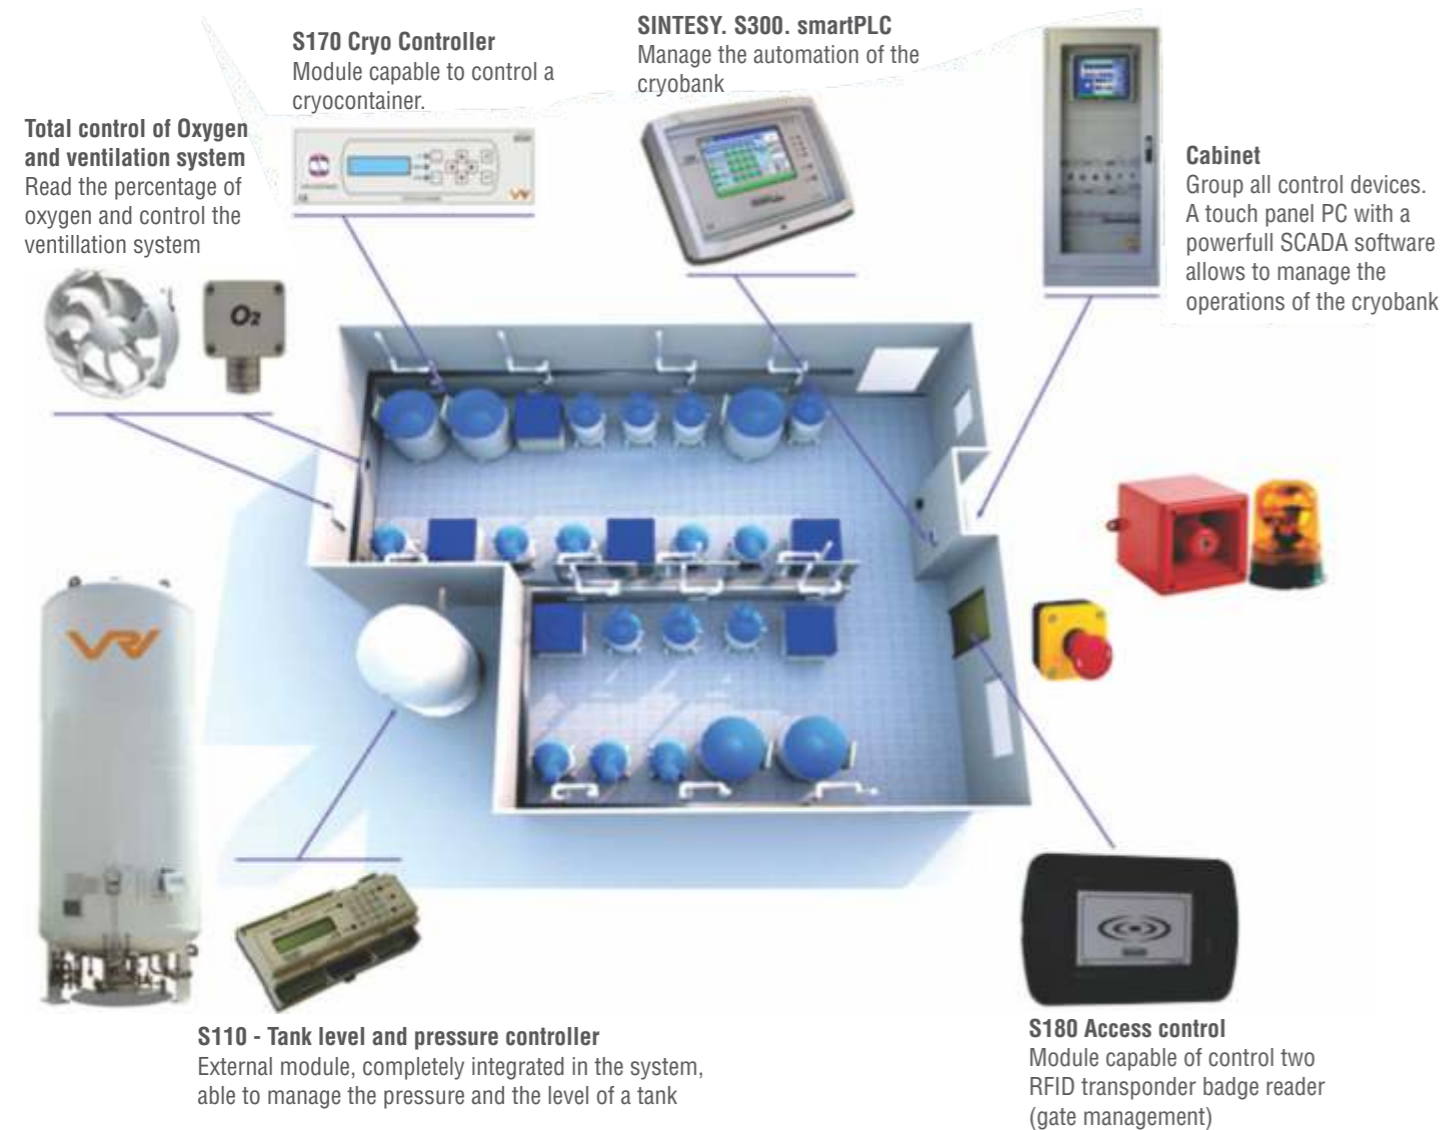 S170 Cryo Controller
Module capable to control a
cryocontainer.
SINTESY. S300. smartPLC
Manage the automation of the
cryobank
Total control of Oxygen
and ventilation system
Read the percentage of
oxygen and control the
ventillation system
Cabinet
Group all control devices.
A touch panel PC with a
powerfull SCADA software
allows to manage the
operations of the cryobank
O2
VRV
S110 - Tank level and pressure controller
External module, completely integrated in the system,
able to manage the pressure and the level of a tank
S180 Access control
Module capable of control two
RFID transponder badge reader
(gate management)